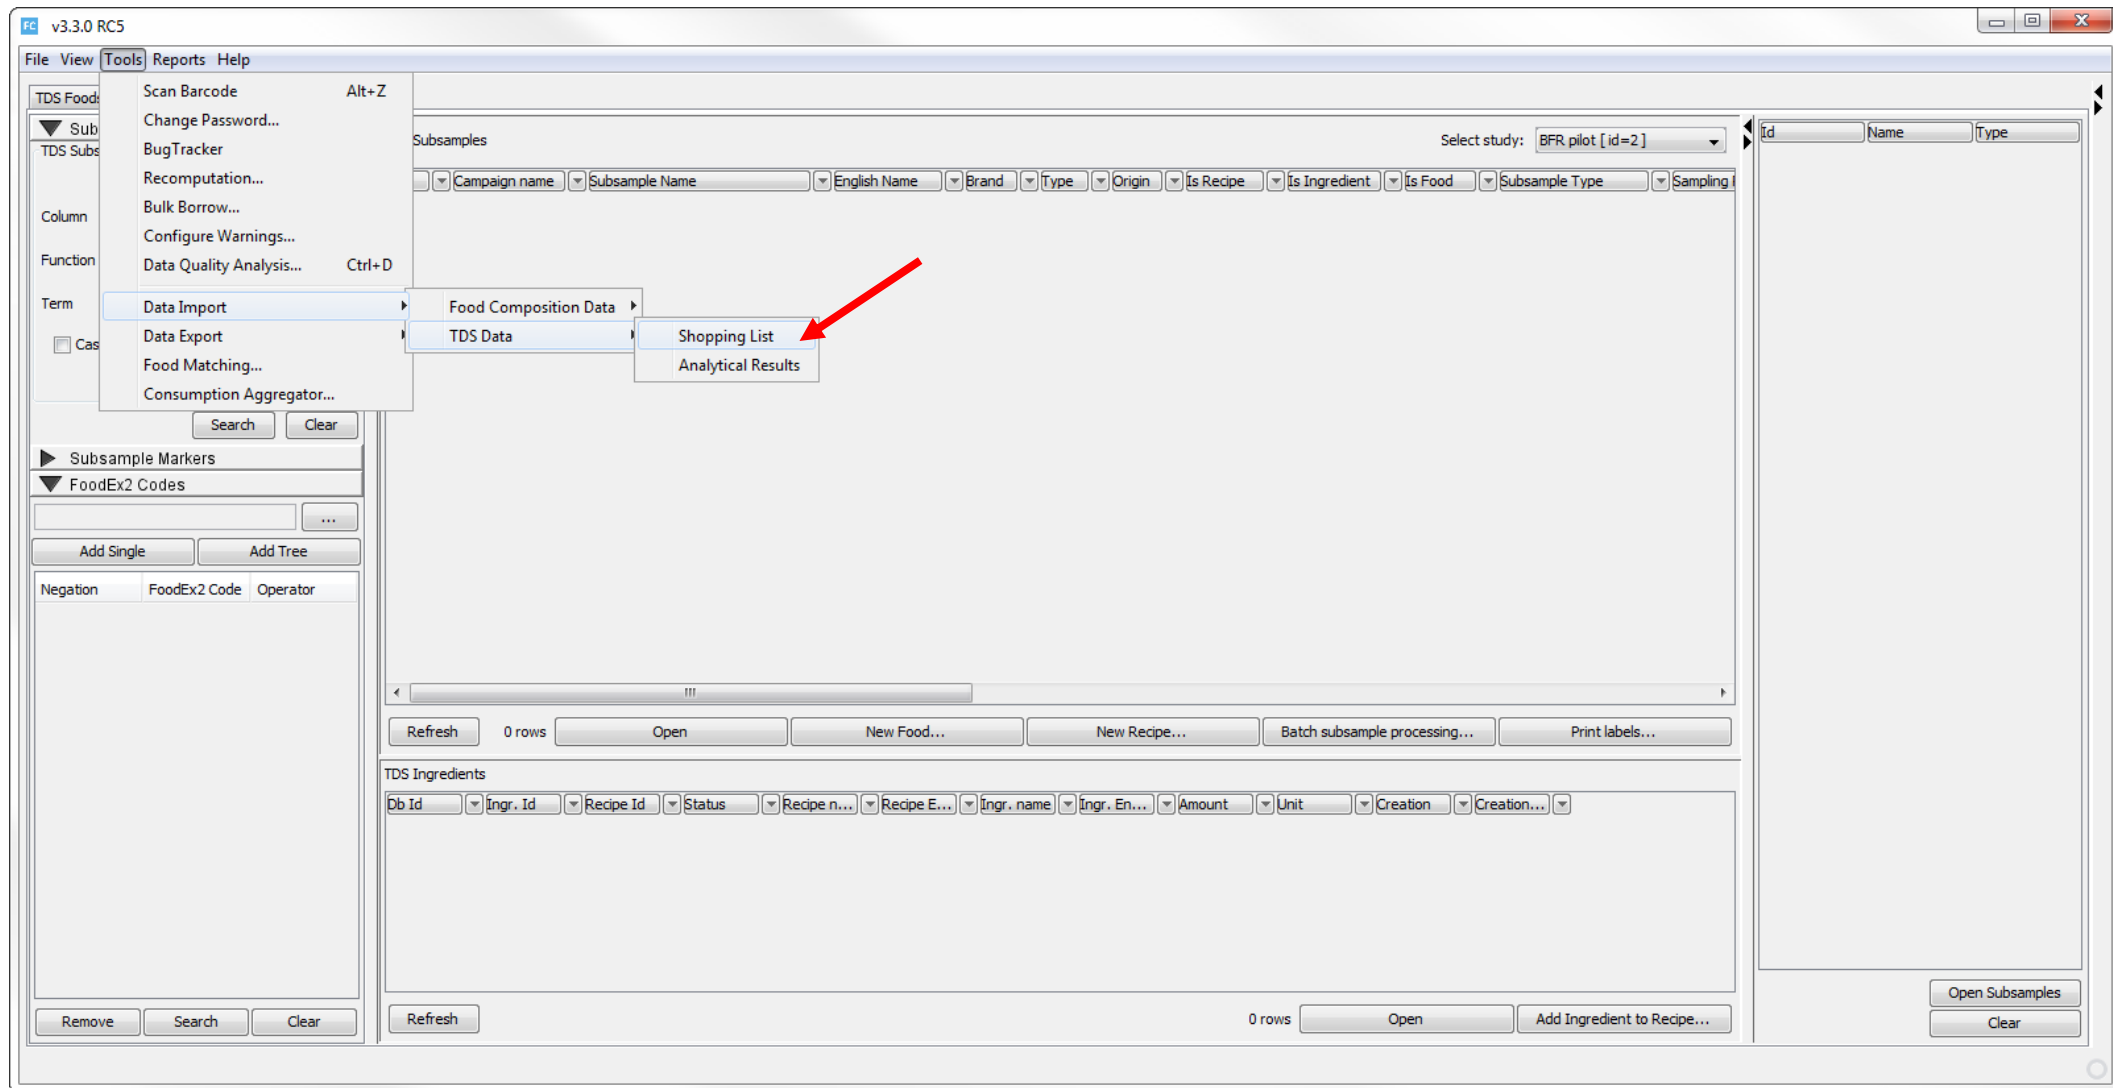 FC v3.3.0 RC5
File View Tools Reports Help
TDS Foods
Scan Barcode Alt+Z
Change Password...
BugTracker
Recomputation...
Bulk Borrow...
Configure Warnings...
Data Quality Analysis... Ctrl+D
Data Import
Data Export
Food Matching...
Consumption Aggregator...
Food Composition Data
TDS Data
Shopping List
Analytical Results
Sub
TDS Subs
Column
Function
Term
Cas
Search Clear
Subsample Markers
FoodEx2 Codes
...
Add Single Add Tree
Negation FoodEx2 Code Operator
Remove Search Clear
Subsamples
Select study: BFR pilot [ id=2 ]
Campaign name Subsample Name English Name Brand Type Origin Is Recipe Is Ingredient Is Food Subsample Type Sampling
Refresh 0 rows Open New Food... New Recipe... Batch subsample processing... Print labels...
TDS Ingredients
Db Id Ingr. Id Recipe Id Status Recipe n... Recipe E... Ingr. name Ingr. En... Amount Unit Creation Creation...
Refresh 0 rows Open Add Ingredient to Recipe...
Id Name Type
Open Subsamples
Clear